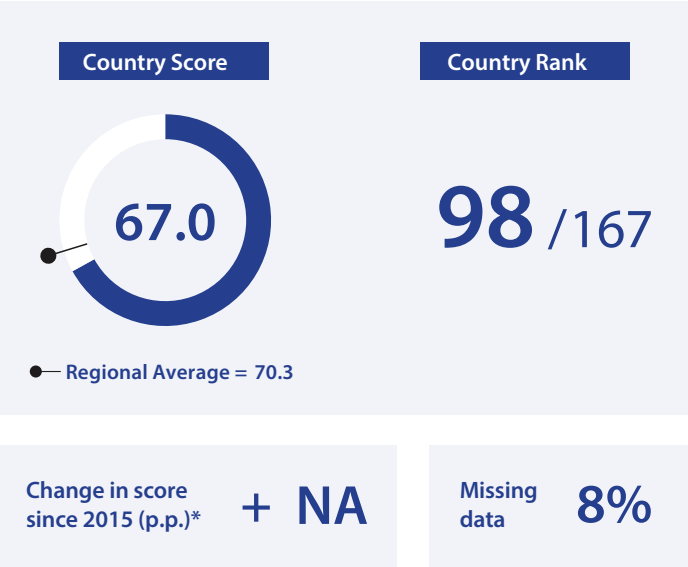 Country Score
Country Rank
67.0
98 /167
Regional Average = 70.3
Change in score
since 2015 (p.p.)*
+ NA
Missing
data
8%